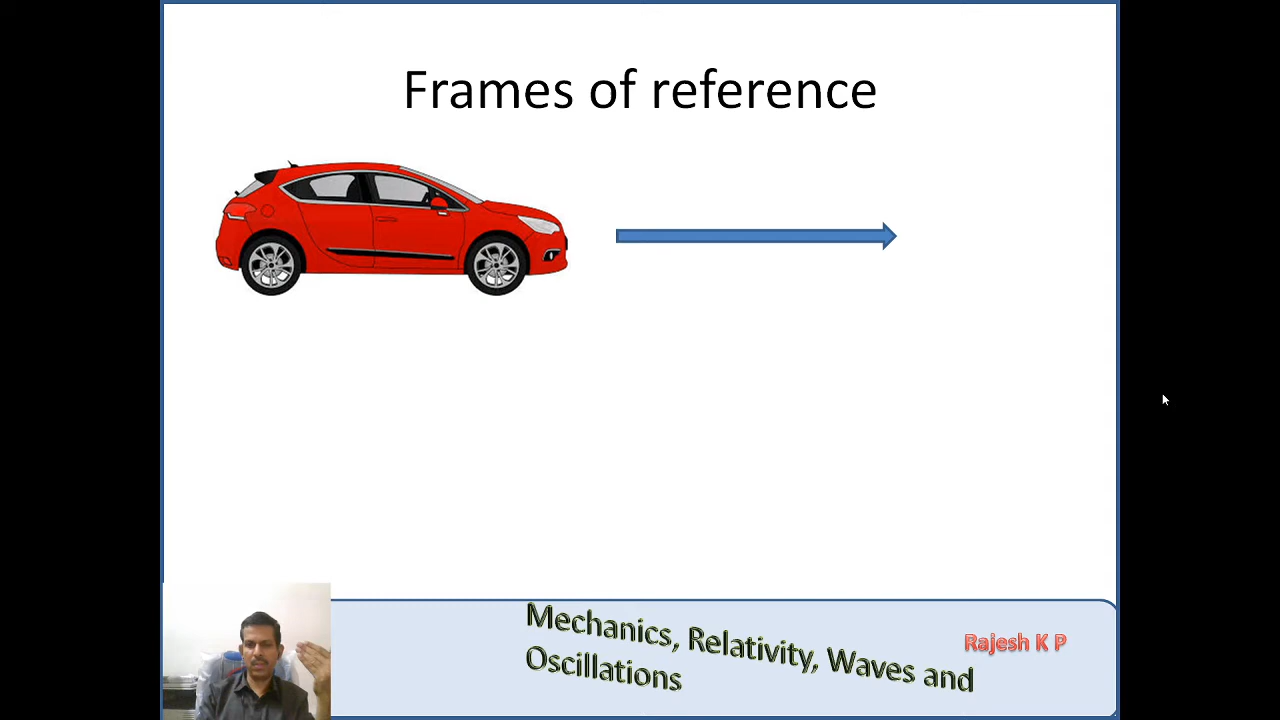 Frames of reference
Mechanics, Relativity, Waves and
Oscillations
Rajesh K P